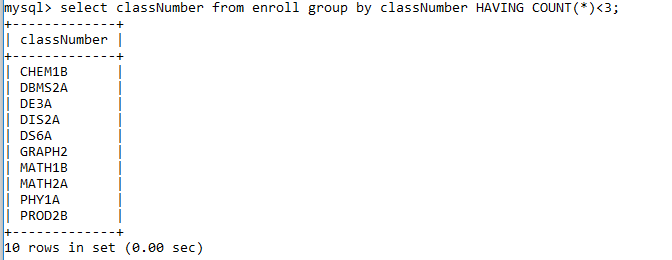 mysql> select classNumber from enroll group by classNumber HAVING COUNT(*)<3;
+-------------+
| classNumber |
+-------------+
| CHEM1B      |
| DBMS2A      |
| DE3A        |
| DIS2A       |
| DS6A        |
| GRAPH2      |
| MATH1B      |
| MATH2A      |
| PHY1A       |
| PROD2B      |
+-------------+
10 rows in set (0.00 sec)